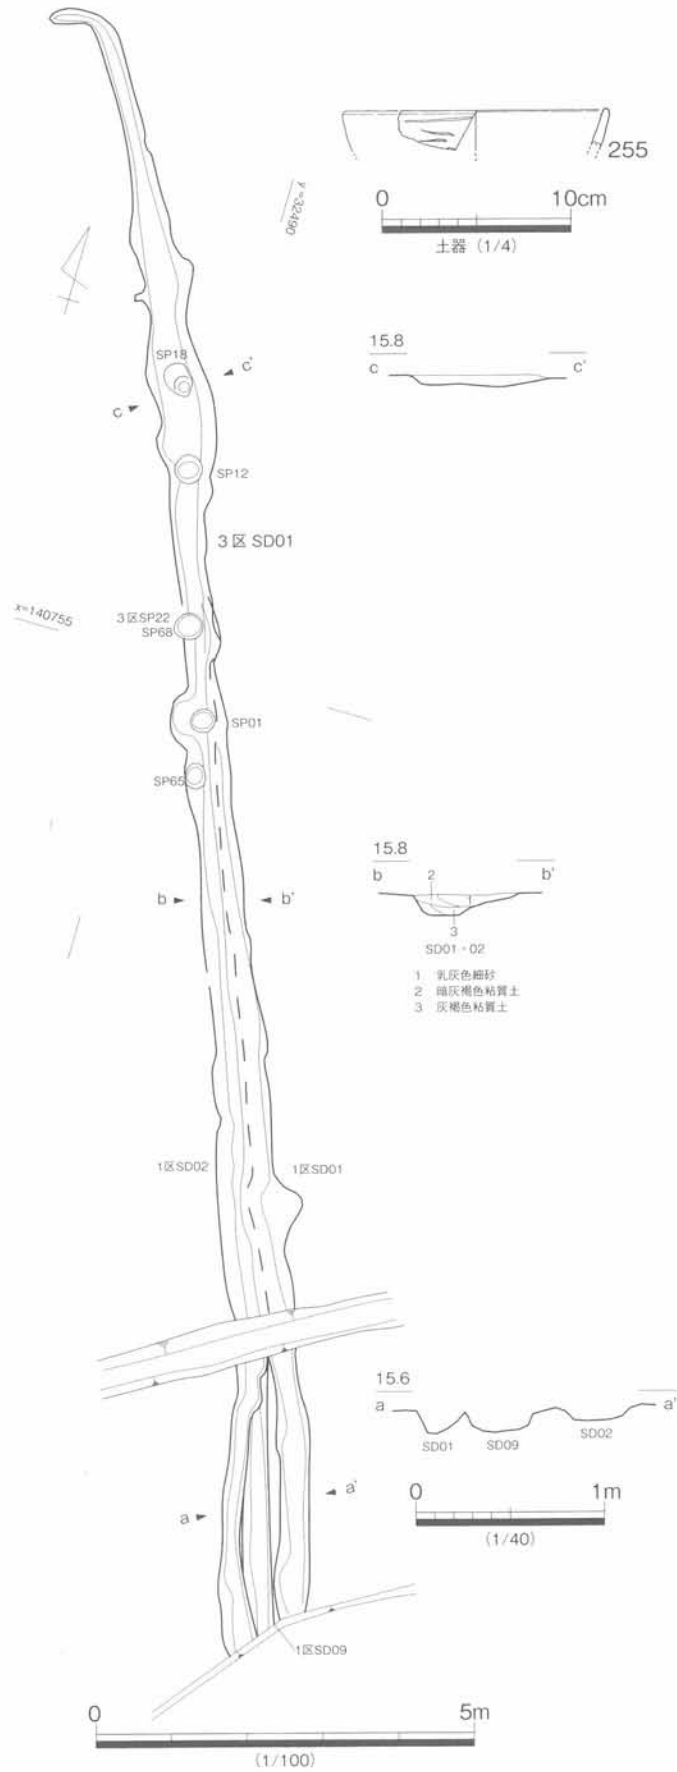 255
0 10cm
土器 (1/4)
y=32490
SP18
c c'
15.8
c c'
SP12
3区 SD01
x=140755
3区SP22
SP68
SP01
SP65
b b'
15.8
b 2 1 b'
3
SD01・02
1 乳灰色細砂
2 暗灰褐色粘質土
3 灰褐色粘質土
1区SD02 1区SD01
15.6
a a'
SD01 SD09 SD02
a a'
0 1m
(1/40)
1区SD09
0 5m
(1/100)